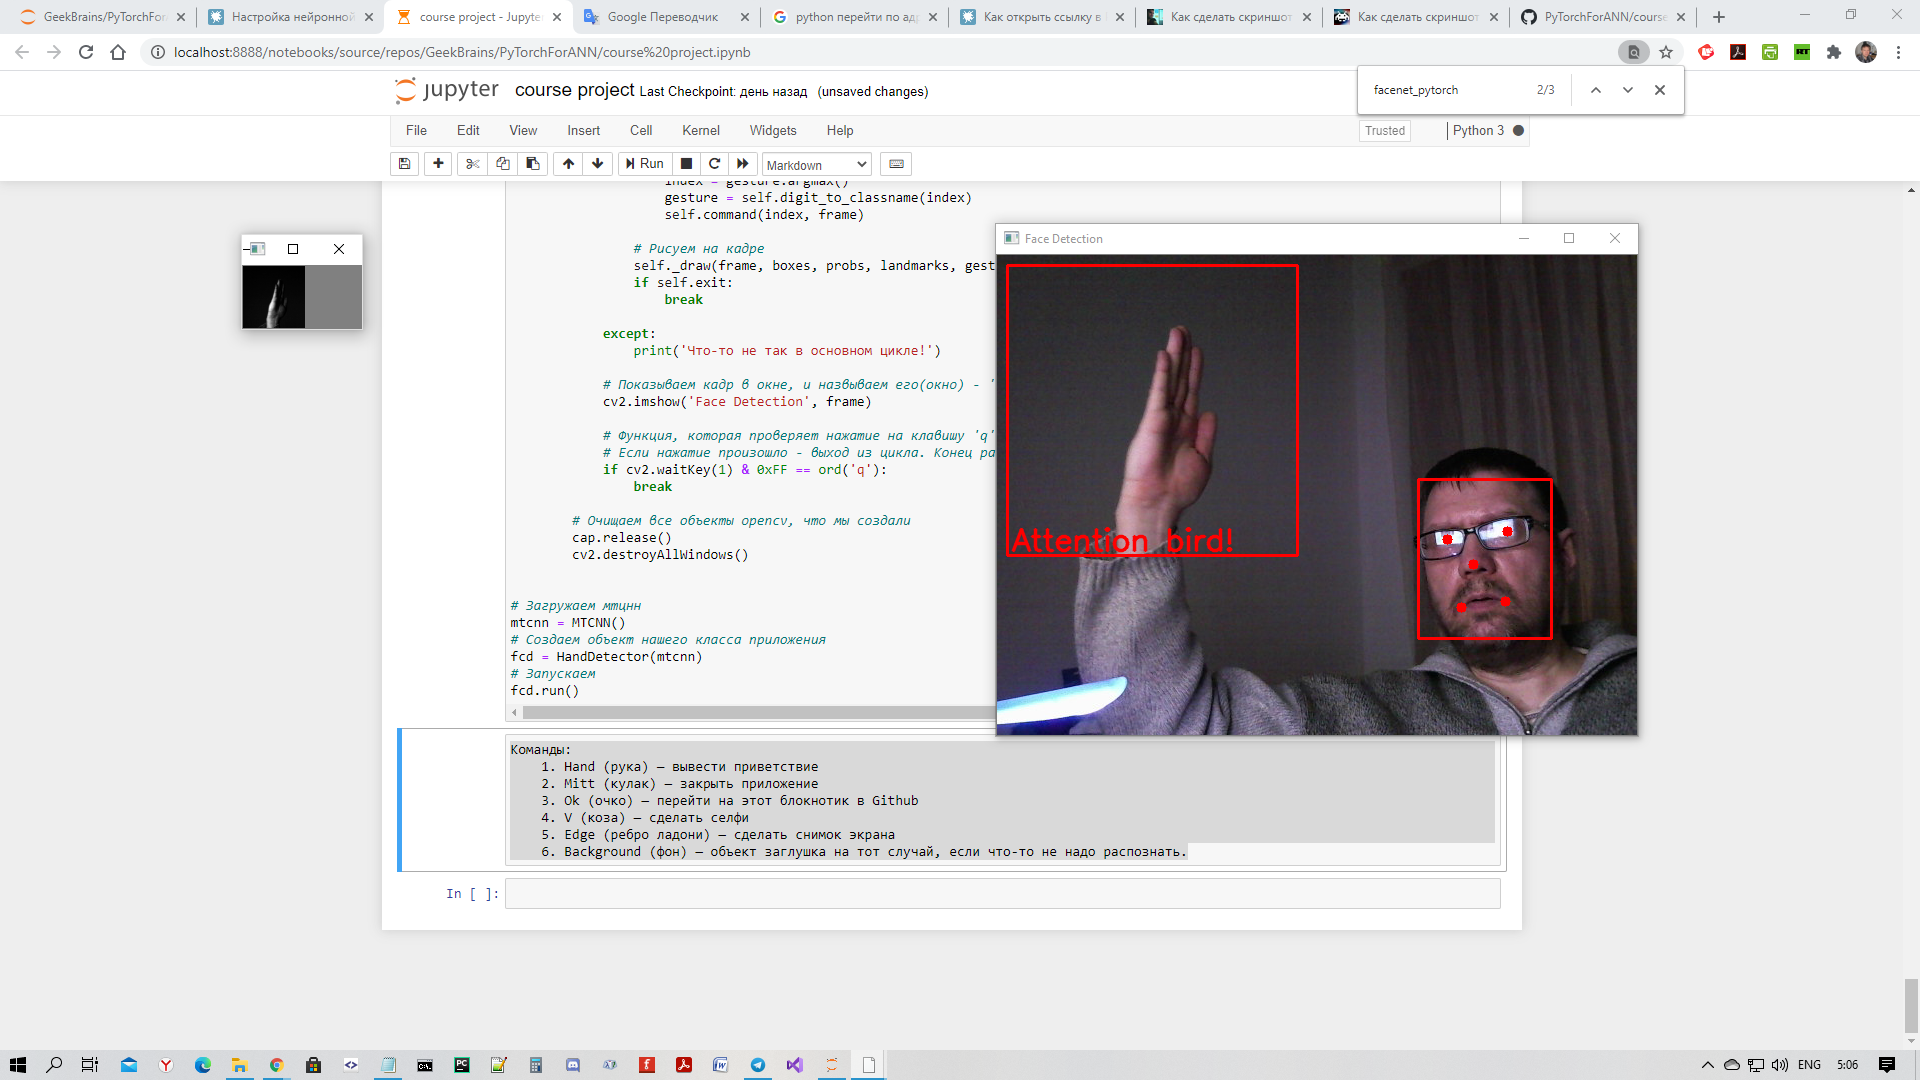 GeekBrains/PyTorchFor
Настройка нейронной
course project - Jupyte
Google Переводчик
python перейти по ад
Как открыть ссылку в
Как сделать скриншот
Как сделать скриншот
PyTorchForANN/course
localhost:8888/notebooks/source/repos/GeekBrains/PyTorchForANN/course%20project.ipynb
facenet_pytorch 2/3
jupyter course project Last Checkpoint: день назад (unsaved changes)
File Edit View Insert Cell Kernel Widgets Help
Trusted Python 3
Run Markdown
index = gesture.argmax()
gesture = self.digit_to_classname(index)
self.command(index, frame)
# Рисуем на кадре
self._draw(frame, boxes, probs, landmarks, gest
if self.exit:
break
except:
print('Что-то не так в основном цикле!')
# Показываем кадр в окне, и назвываем его(окно) - '
cv2.imshow('Face Detection', frame)
# Функция, которая проверяет нажатие на клавишу 'q'
# Если нажатие произошло - выход из цикла. Конец ра
if cv2.waitKey(1) & 0xFF == ord('q'):
break
# Очищаем все объекты opencv, что мы создали
cap.release()
cv2.destroyAllWindows()
# Загружаем мтцнн
mtcnn = MTCNN()
# Создаем объект нашего класса приложения
fcd = HandDetector(mtcnn)
# Запускаем
fcd.run()
Face Detection
Attention bird!
Команды:
1. Hand (рука) — вывести приветствие
2. Mitt (кулак) — закрыть приложение
3. Ok (очко) — перейти на этот блокнотик в Github
4. V (коза) — сделать селфи
5. Edge (ребро ладони) — сделать снимок экрана
6. Background (фон) — объект заглушка на тот случай, если что-то не надо распознать.
In [ ]:
ENG 5:06